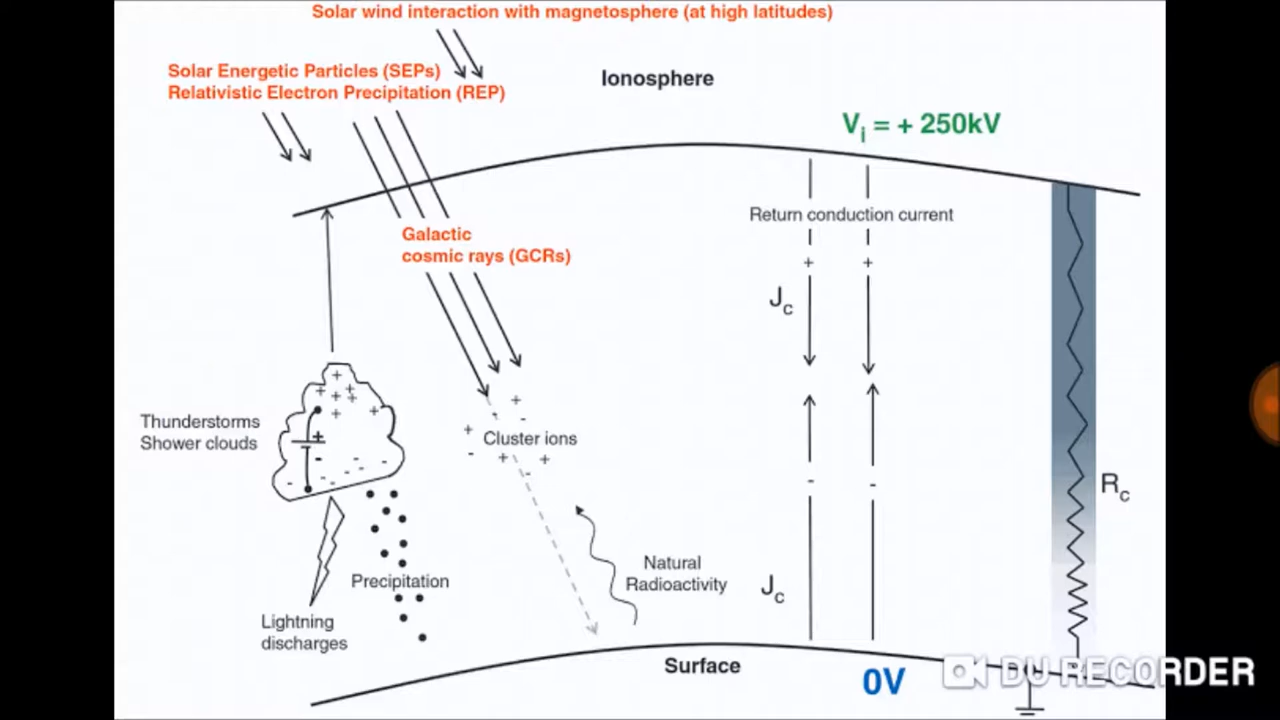 Solar wind interaction with magnetosphere (at high latitudes)
Solar Energetic Particles (SEPs)
Relativistic Electron Precipitation (REP)
Ionosphere
Vi = + 250kV
Return conduction current
Galactic
cosmic rays (GCRs)
+ +
Jc
Thunderstorms
Shower clouds
Cluster ions
- -
Rc
Natural
Radioactivity
Jc
Precipitation
Lightning
discharges
Surface
0V
DU RECORDER